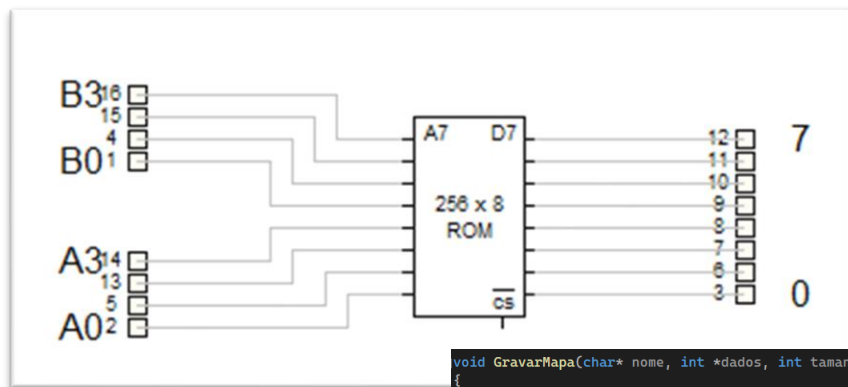 B3 16
15
4
B0 1
A3 14
13
5
A0 2
A7 D7
256 x 8
ROM
CS
12 7
11
10
9
8
7
6
3 0
void GravarMapa(char* nome, int *dados, int taman
{